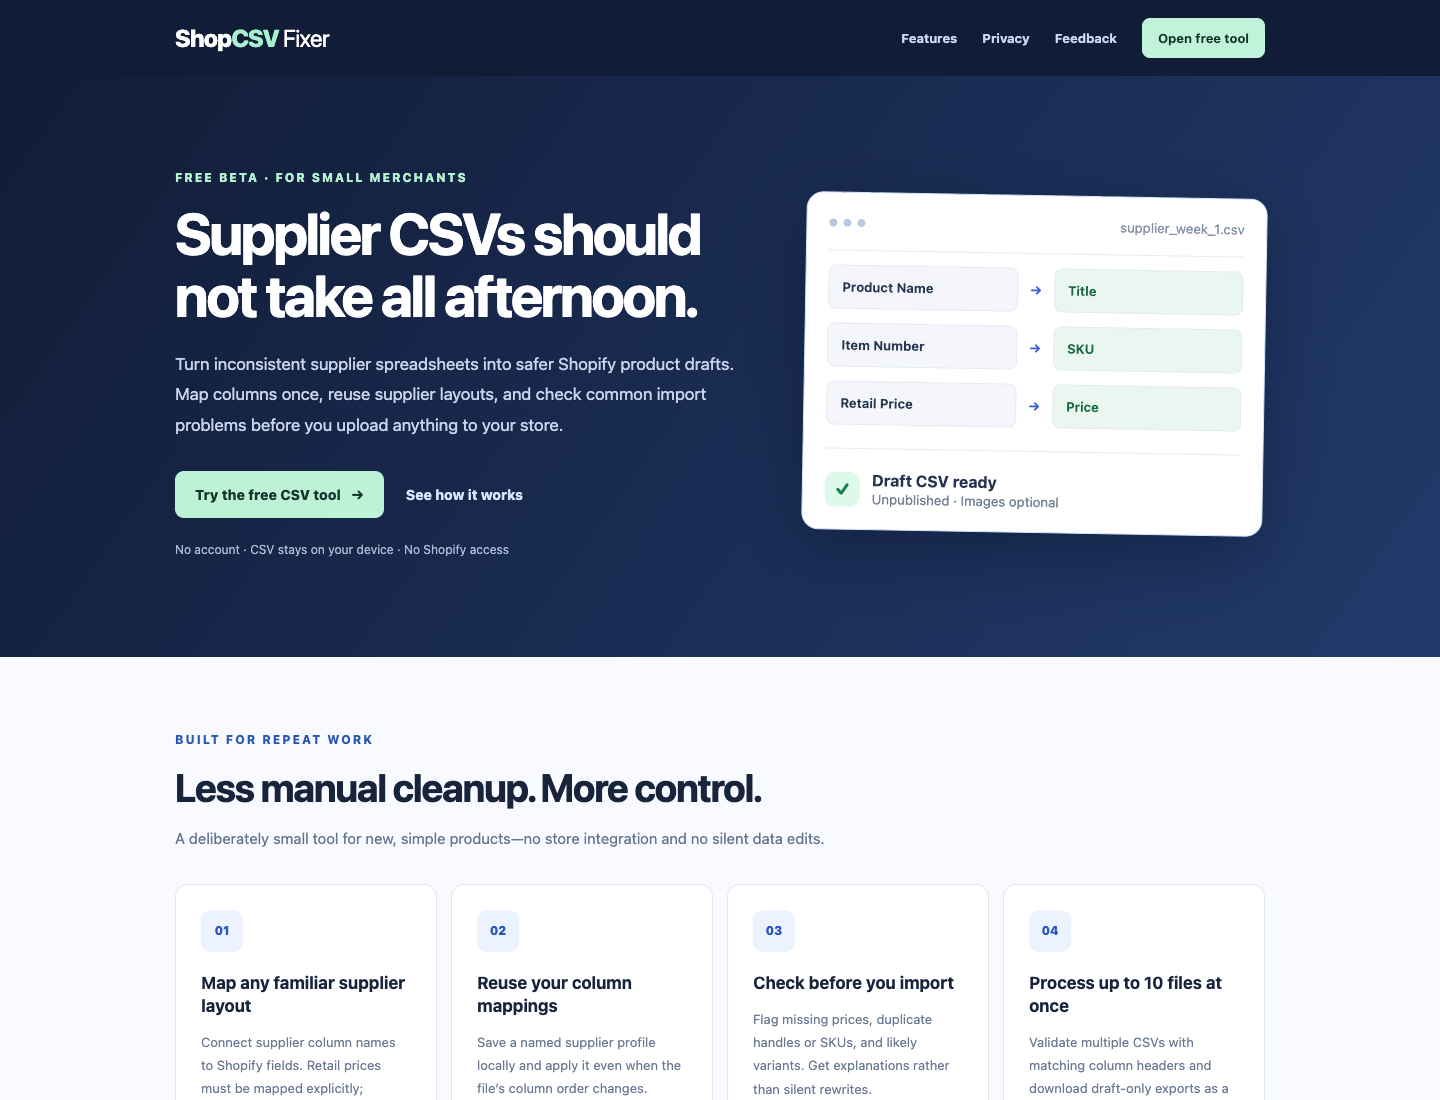 ShopCSV Fixer
Features
Privacy
Feedback
Open free tool
FREE BETA · FOR SMALL MERCHANTS
Supplier CSVs should
not take all afternoon.
Turn inconsistent supplier spreadsheets into safer Shopify product drafts.
Map columns once, reuse supplier layouts, and check common import
problems before you upload anything to your store.
Try the free CSV tool →
See how it works
No account · CSV stays on your device · No Shopify access
supplier_week_1.csv
Product Name → Title
Item Number → SKU
Retail Price → Price
Draft CSV ready
Unpublished · Images optional
BUILT FOR REPEAT WORK
Less manual cleanup. More control.
A deliberately small tool for new, simple products—no store integration and no silent data edits.
01
Map any familiar supplier
layout
Connect supplier column names
to Shopify fields. Retail prices
must be mapped explicitly;
02
Reuse your column
mappings
Save a named supplier profile
locally and apply it even when the
file’s column order changes.
03
Check before you import
Flag missing prices, duplicate
handles or SKUs, and likely
variants. Get explanations rather
than silent rewrites.
04
Process up to 10 files at
once
Validate multiple CSVs with
matching column headers and
download draft-only exports as a